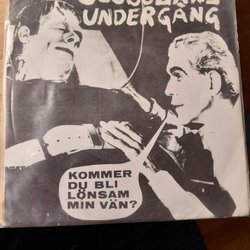 UNDERGÅNG
KOMMER
DU BLI
LÖNSAM
MIN VÄN?